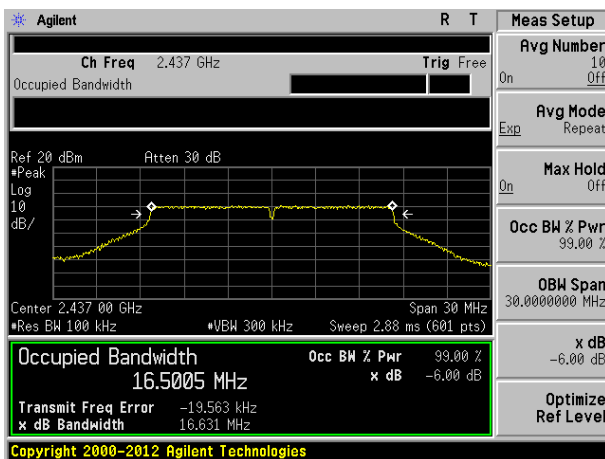 Agilent R T Meas Setup
Ch Freq 2.437 GHz Trig Free
Occupied Bandwidth
Avg Number
10
On Off
Avg Mode
Exp Repeat
Max Hold
On Off
Occ BW % Pwr
99.00 %
OBW Span
30.0000000 MHz
x dB
-6.00 dB
Optimize
Ref Level
Ref 20 dBm Atten 30 dB
#Peak
Log
10
dB/
Center 2.437 00 GHz Span 30 MHz
#Res BW 100 kHz #VBW 300 kHz Sweep 2.88 ms (601 pts)
Occupied Bandwidth Occ BW % Pwr 99.00 %
16.5005 MHz x dB -6.00 dB
Transmit Freq Error -19.563 kHz
x dB Bandwidth 16.631 MHz
Copyright 2000-2012 Agilent Technologies